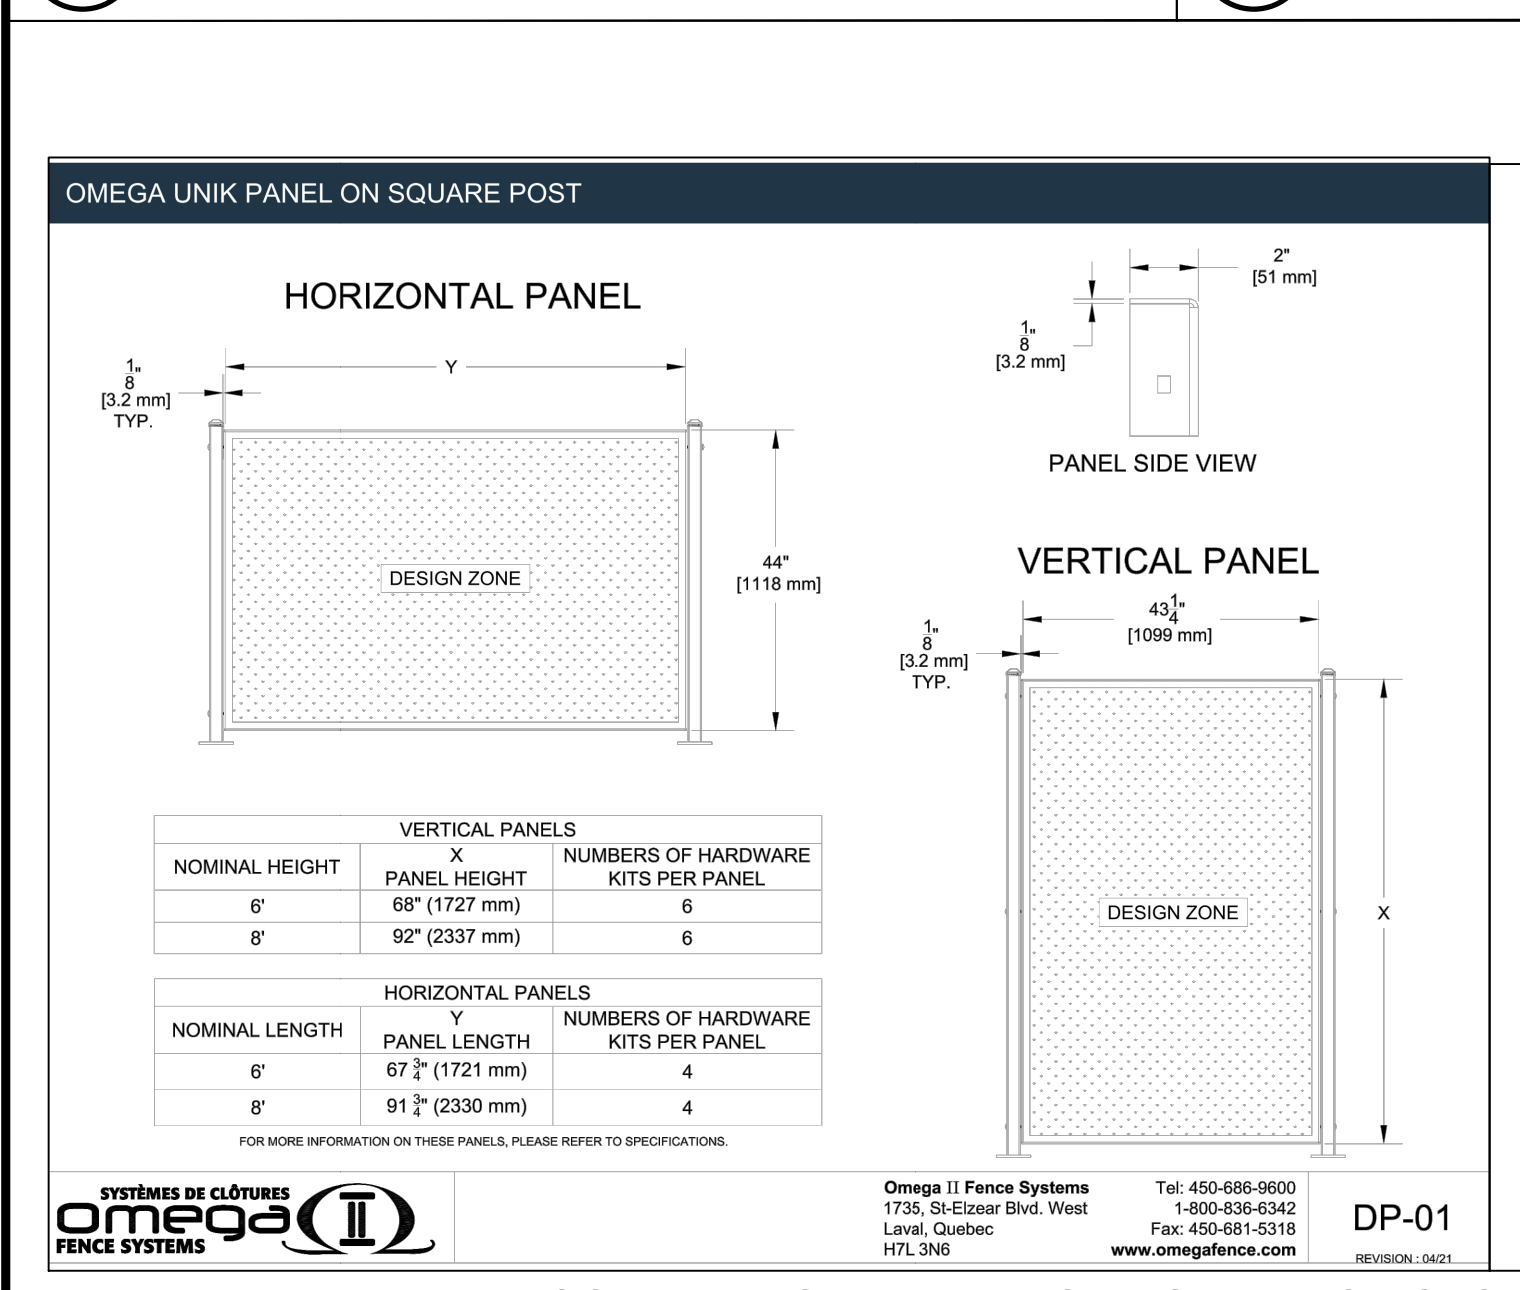 OMEGA UNIK PANEL ON SQUARE POST
HORIZONTAL PANEL
1/8"
[3.2 mm]
TYP.
Y
DESIGN ZONE
44"
[1118 mm]
2"
[51 mm]
1/8"
[3.2 mm]
PANEL SIDE VIEW
VERTICAL PANEL
43 1/4"
[1099 mm]
1/8"
[3.2 mm]
TYP.
DESIGN ZONE
X
VERTICAL PANELS
NOMINAL HEIGHT
X
PANEL HEIGHT
NUMBERS OF HARDWARE
KITS PER PANEL
6' 68" (1727 mm) 6
8' 92" (2337 mm) 6
HORIZONTAL PANELS
NOMINAL LENGTH
Y
PANEL LENGTH
NUMBERS OF HARDWARE
KITS PER PANEL
6' 67 3/4" (1721 mm) 4
8' 91 3/4" (2330 mm) 4
FOR MORE INFORMATION ON THESE PANELS, PLEASE REFER TO SPECIFICATIONS.
SYSTÈMES DE CLÔTURES
omega II
FENCE SYSTEMS
Omega II Fence Systems
1735, St-Elzear Blvd. West
Laval, Quebec
H7L 3N6
Tel: 450-686-9600
1-800-836-6342
Fax: 450-681-5318
www.omegafence.com
DP-01
REVISION : 04/21